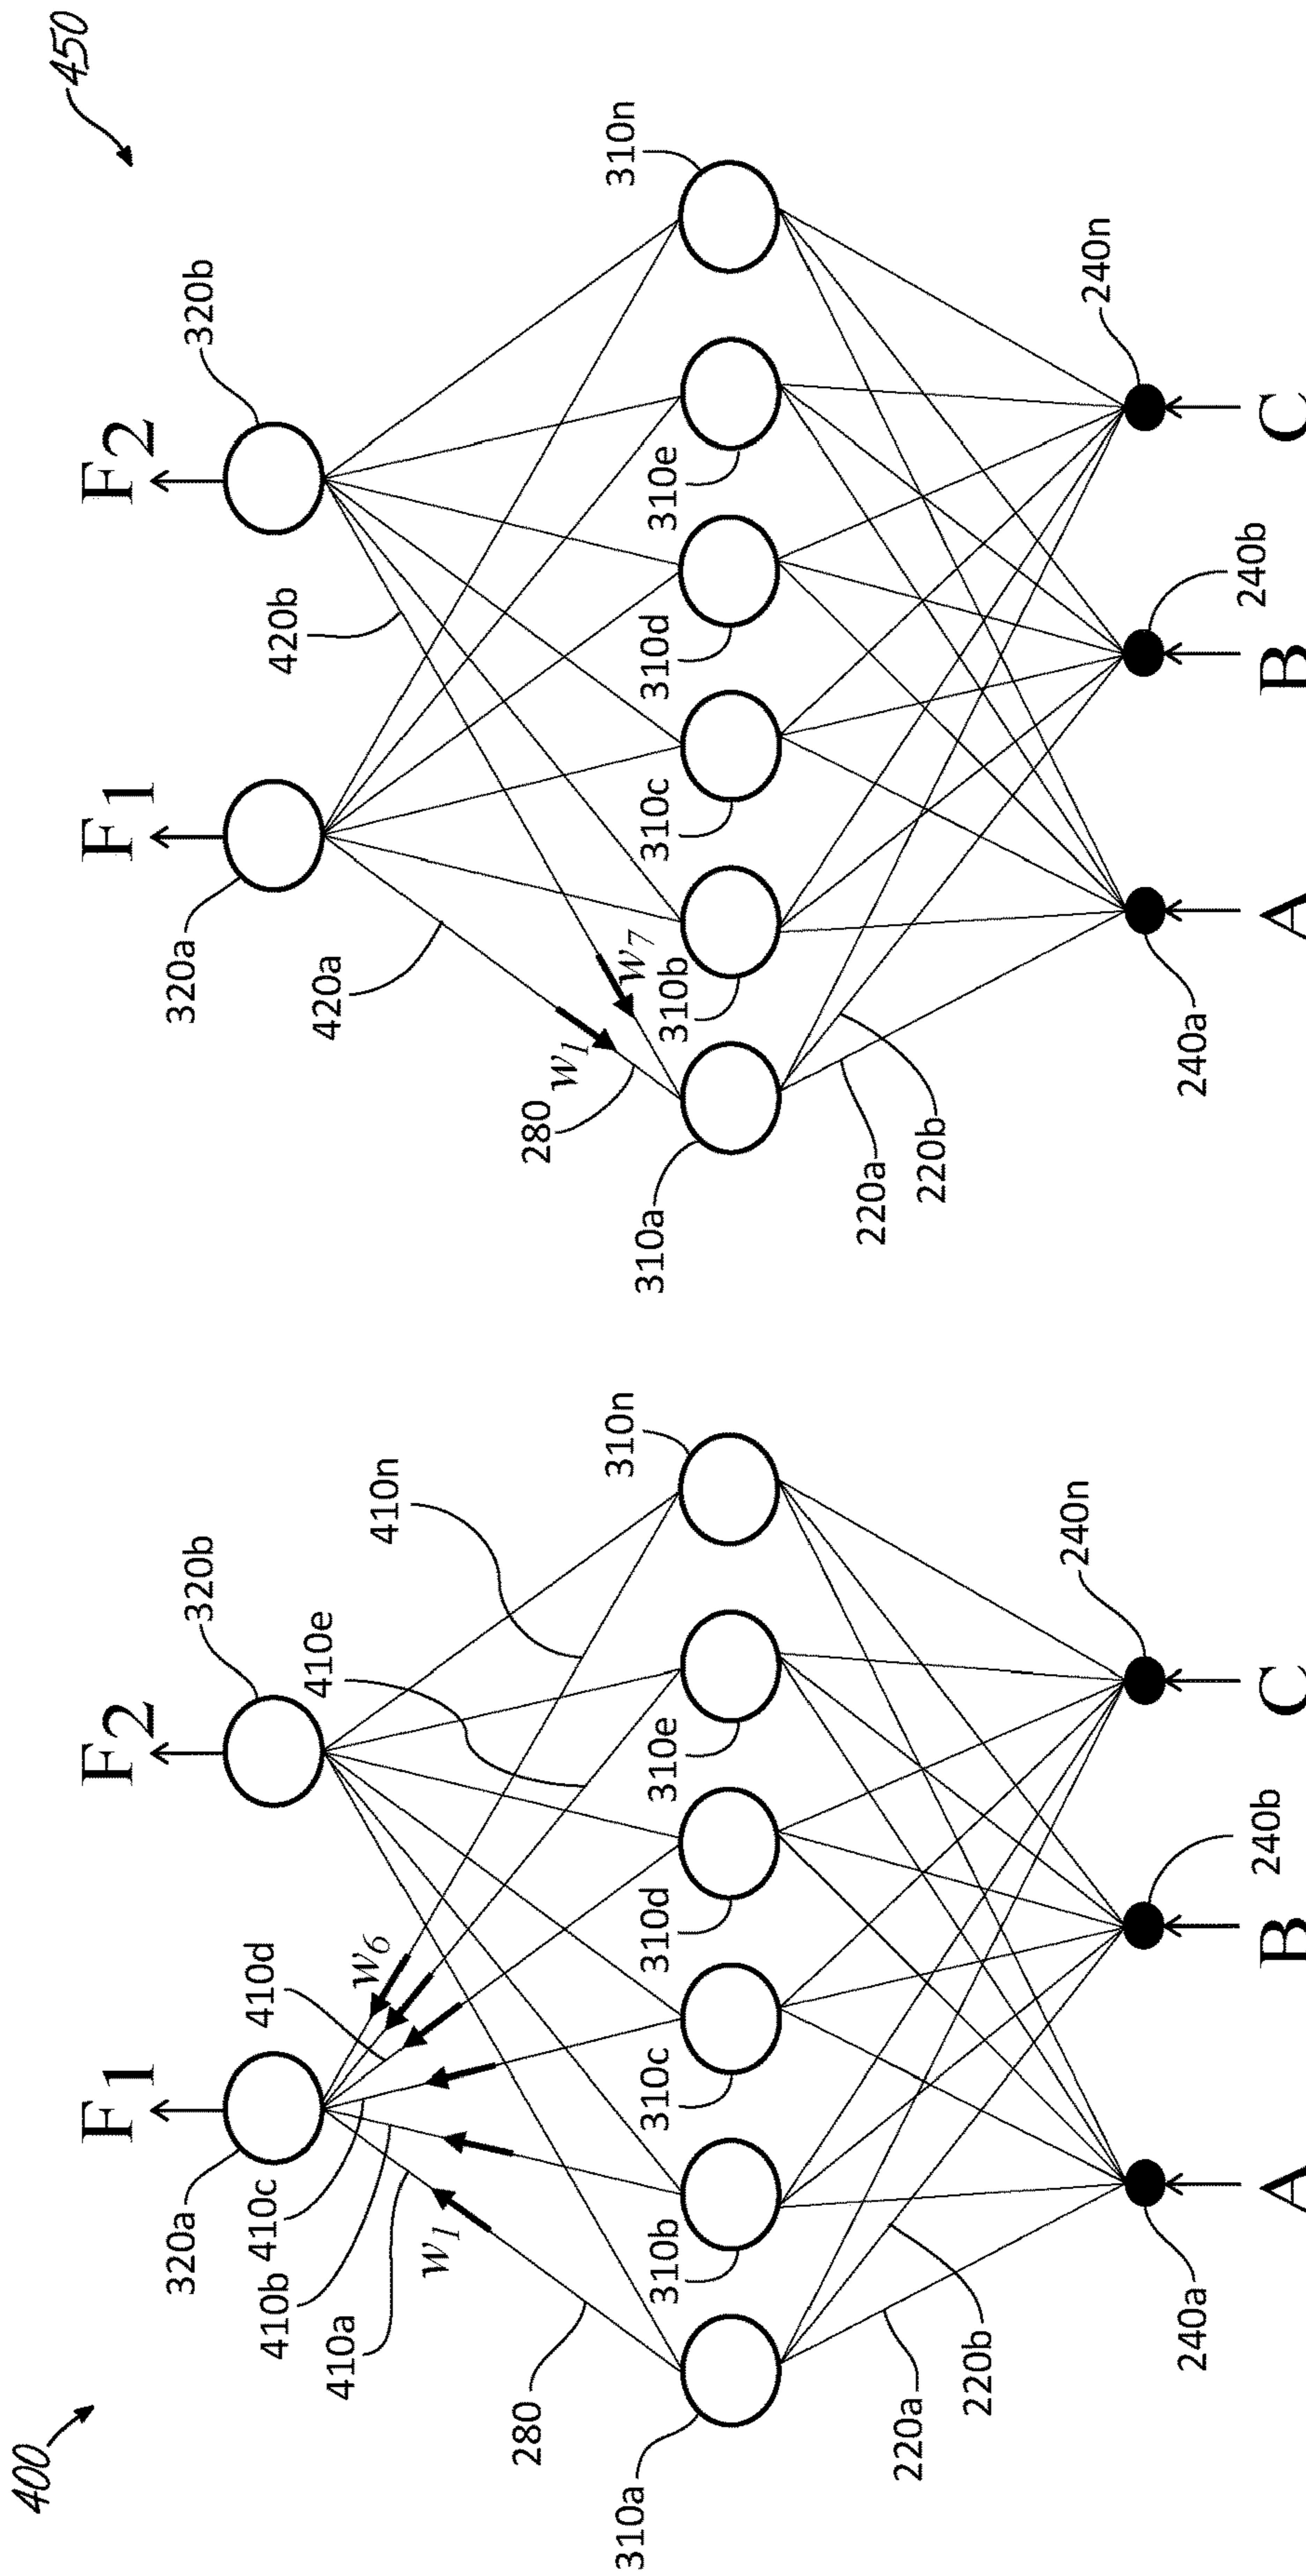 400
F1
F2
320a
320b
410c
410d
410e
410n
410b
410a
w1
w6
280
310a
310b
310c
310d
310e
310n
220a
220b
240a
240b
240n
A
B
C
450
F1
F2
320a
320b
420a
420b
280
w1
w7
310a
310b
310c
310d
310e
310n
220a
220b
240a
240b
240n
A
B
C